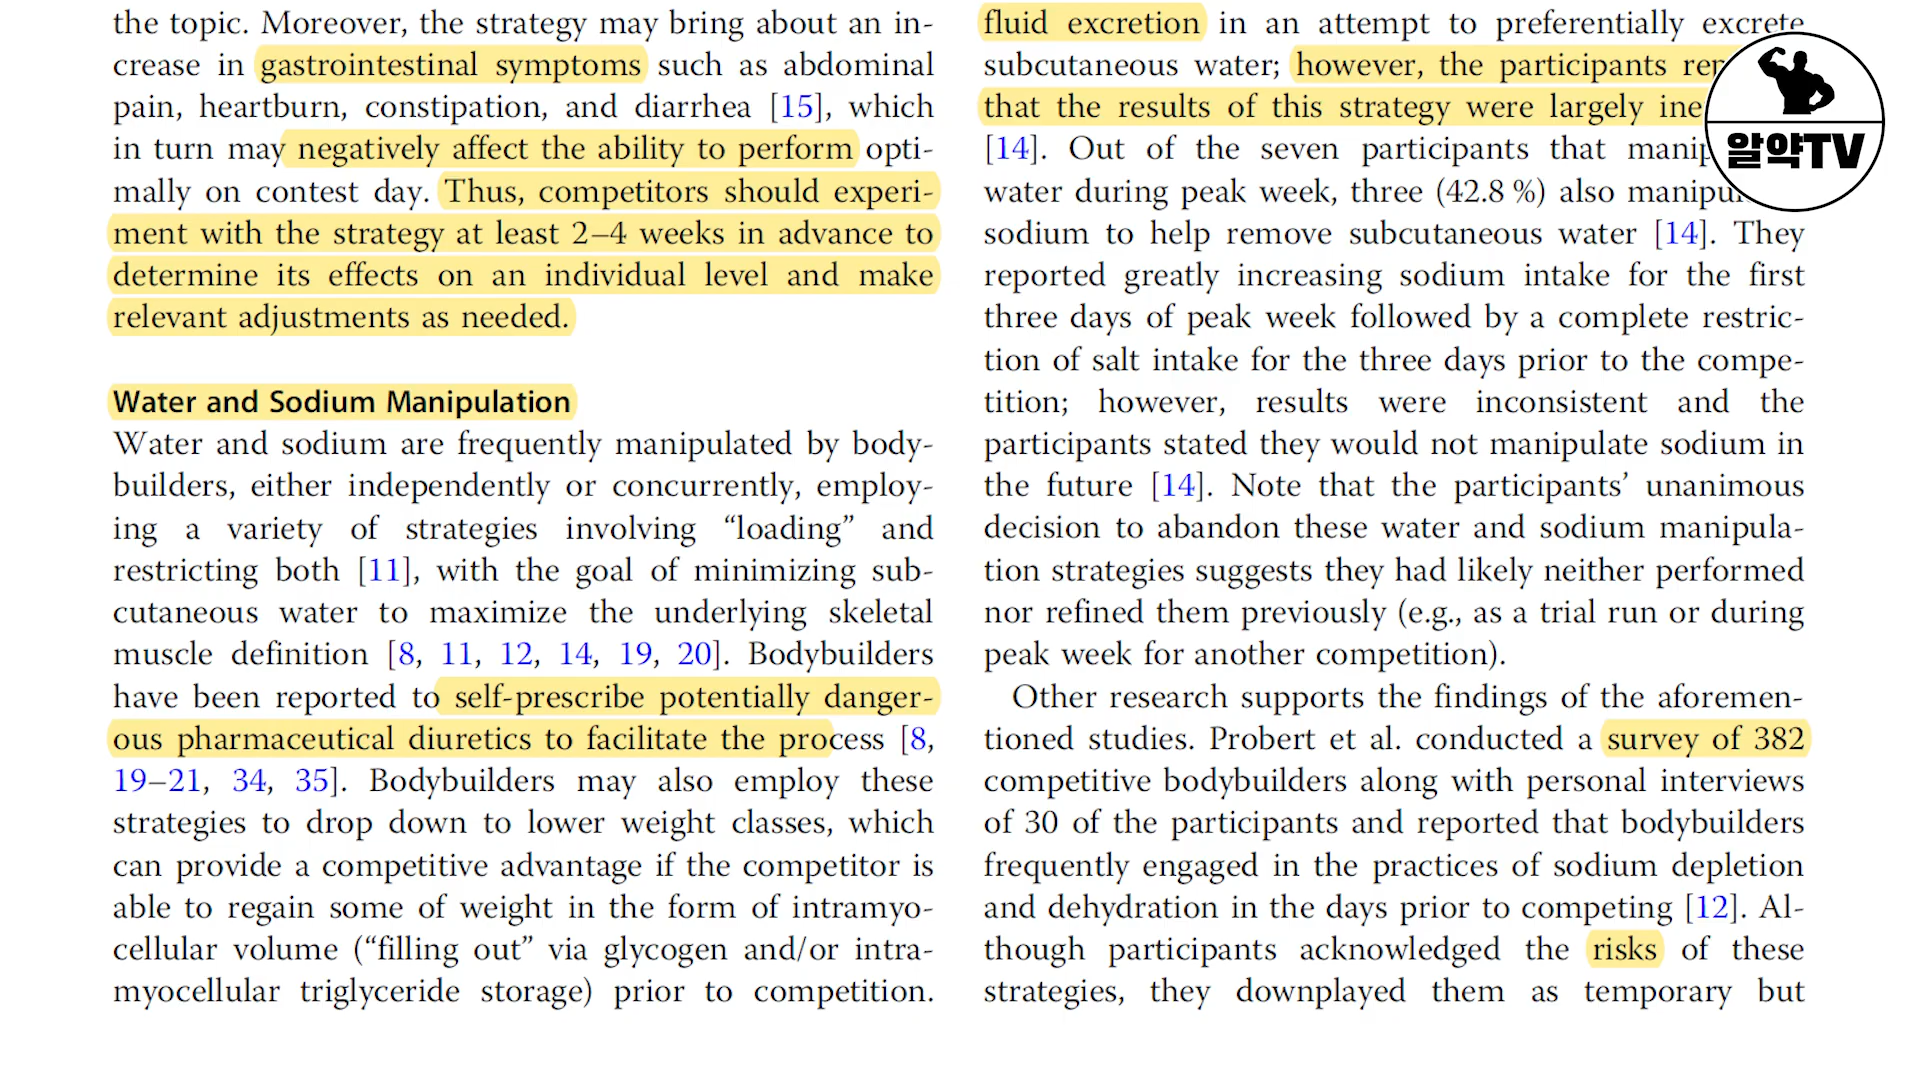 the topic. Moreover, the strategy may bring about an in-
crease in gastrointestinal symptoms such as abdominal
pain, heartburn, constipation, and diarrhea [15], which
in turn may negatively affect the ability to perform opti-
mally on contest day. Thus, competitors should experi-
ment with the strategy at least 2–4 weeks in advance to
determine its effects on an individual level and make
relevant adjustments as needed.
Water and Sodium Manipulation
Water and sodium are frequently manipulated by body-
builders, either independently or concurrently, employ-
ing a variety of strategies involving “loading” and
restricting both [11], with the goal of minimizing sub-
cutaneous water to maximize the underlying skeletal
muscle definition [8, 11, 12, 14, 19, 20]. Bodybuilders
have been reported to self-prescribe potentially danger-
ous pharmaceutical diuretics to facilitate the process [8,
19–21, 34, 35]. Bodybuilders may also employ these
strategies to drop down to lower weight classes, which
can provide a competitive advantage if the competitor is
able to regain some of weight in the form of intramyo-
cellular volume (“filling out” via glycogen and/or intra-
myocellular triglyceride storage) prior to competition.
fluid excretion in an attempt to preferentially excrete
subcutaneous water; however, the participants
that the results of this strategy were largely
[14]. Out of the seven participants that
water during peak week, three (42.8 %) also
sodium to help remove subcutaneous water [14]. They
reported greatly increasing sodium intake for the first
three days of peak week followed by a complete restric-
tion of salt intake for the three days prior to the compe-
tition; however, results were inconsistent and the
participants stated they would not manipulate sodium in
the future [14]. Note that the participants’ unanimous
decision to abandon these water and sodium manipula-
tion strategies suggests they had likely neither performed
nor refined them previously (e.g., as a trial run or during
peak week for another competition).
Other research supports the findings of the aforemen-
tioned studies. Probert et al. conducted a survey of 382
competitive bodybuilders along with personal interviews
of 30 of the participants and reported that bodybuilders
frequently engaged in the practices of sodium depletion
and dehydration in the days prior to competing [12]. Al-
though participants acknowledged the risks of these
strategies, they downplayed them as temporary but
알약TV